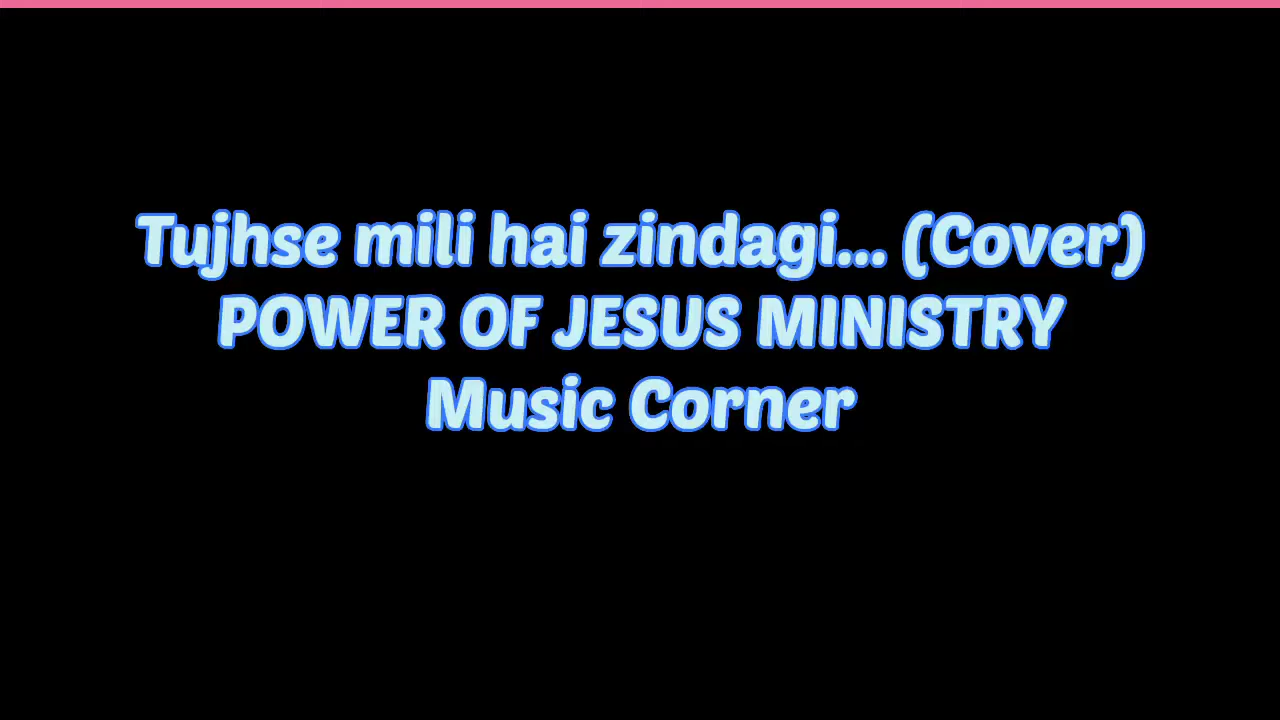 Tujhse mili hai zindagi... (Cover)
POWER OF JESUS MINISTRY
Music Corner